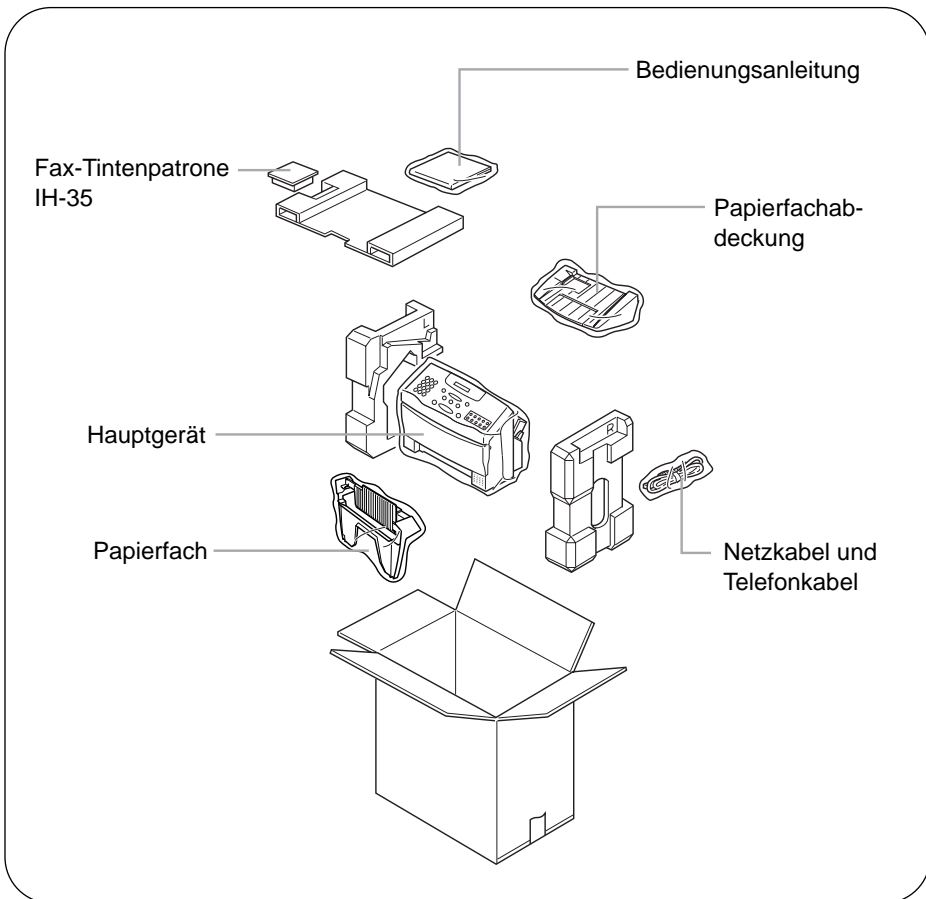 Bedienungsanleitung
Fax-Tintenpatrone
IH-35
Papierfachab-
deckung
L
R
Hauptgerät
Papierfach
Netzkabel und
Telefonkabel